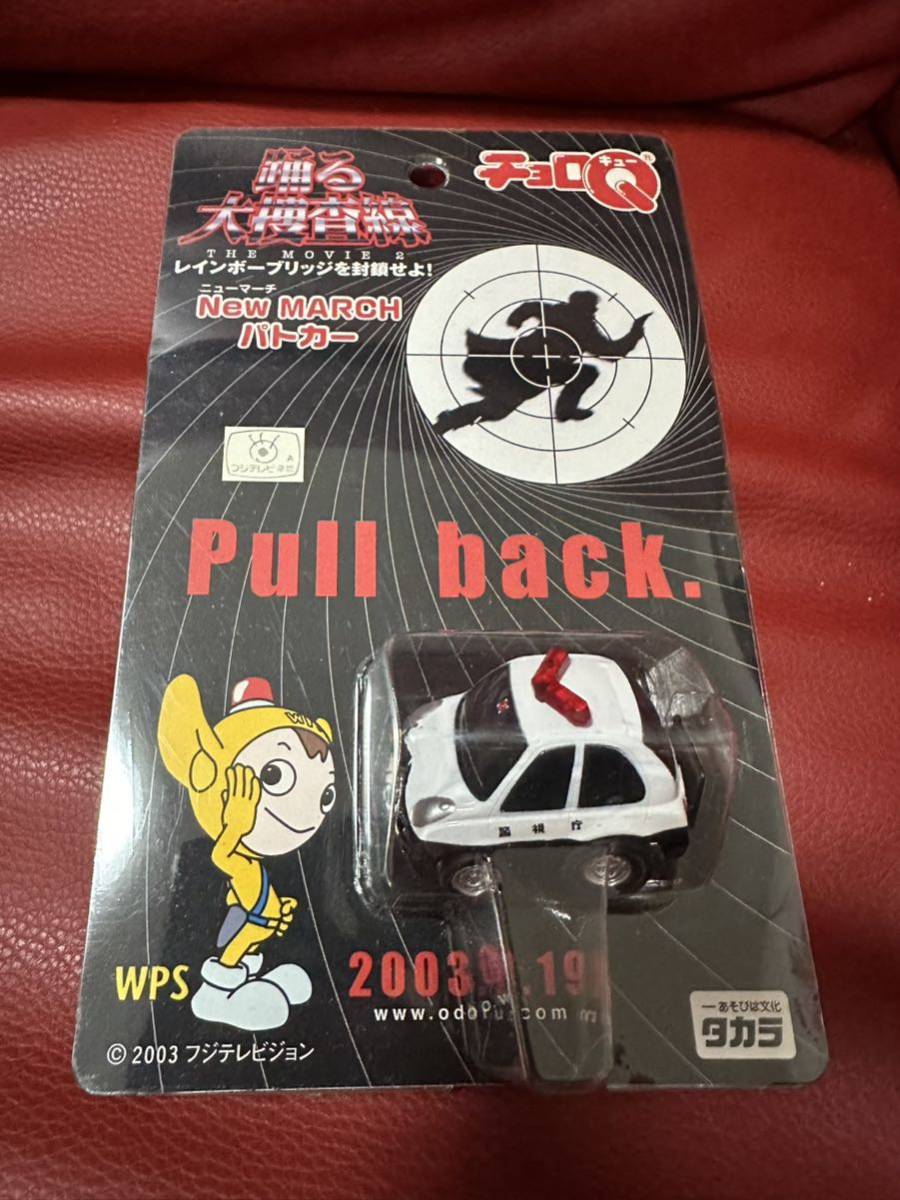 踊る
大捜査線
THE MOVIE 2
レインボーブリッジを封鎖せよ!
ニューマーチ
New MARCH
パトカー
チョロQ
キュー
フジテレビ
Pull back.
警視庁
WPS
www.odoru.com
© 2003 フジテレビジョン
一あそびは文化
タカラ